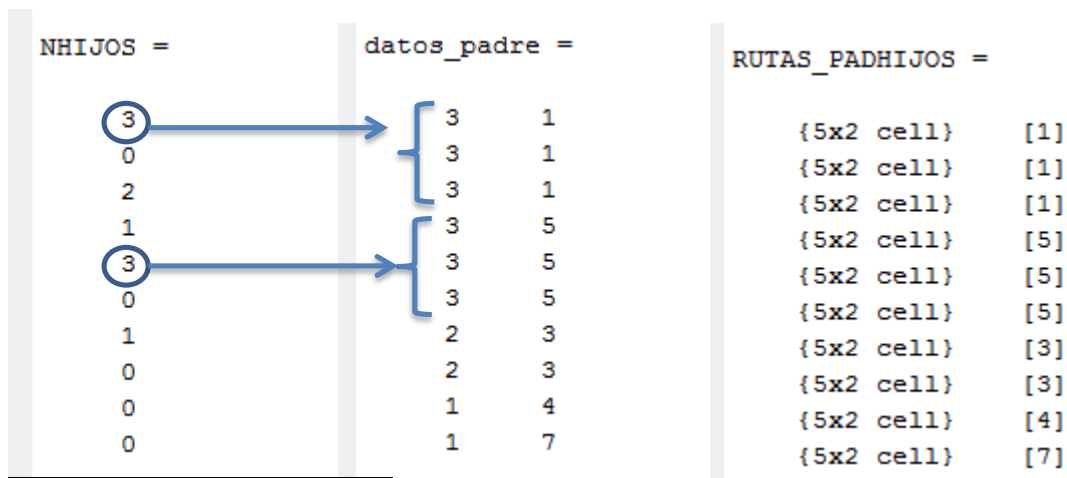 NHIJOS =
3
0
2
1
3
0
1
0
0
0
datos_padre =
3 1
3 1
3 1
3 5
3 5
3 5
2 3
2 3
1 4
1 7
RUTAS_PADHIJOS =
{5x2 cell} [1]
{5x2 cell} [1]
{5x2 cell} [1]
{5x2 cell} [5]
{5x2 cell} [5]
{5x2 cell} [5]
{5x2 cell} [3]
{5x2 cell} [3]
{5x2 cell} [4]
{5x2 cell} [7]